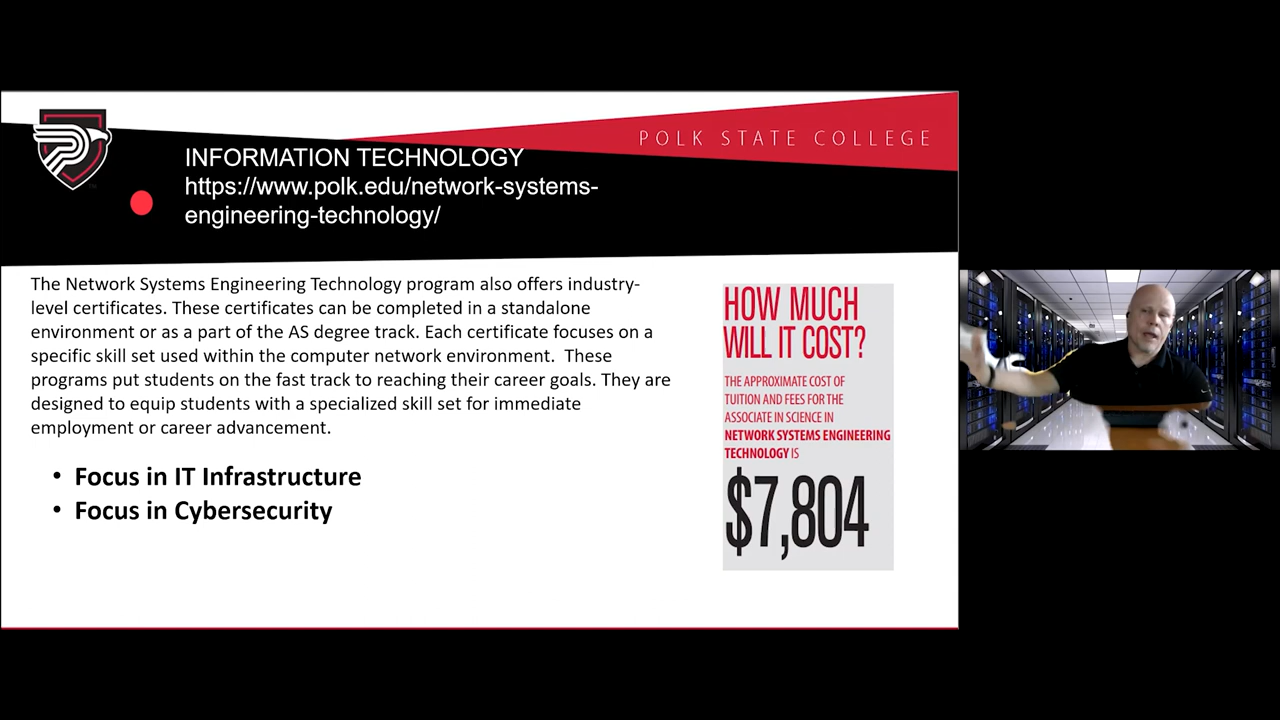 POLK STATE COLLEGE
INFORMATION TECHNOLOGY
https://www.polk.edu/network-systems-
engineering-technology/
The Network Systems Engineering Technology program also offers industry-
level certificates. These certificates can be completed in a standalone
environment or as a part of the AS degree track. Each certificate focuses on a
specific skill set used within the computer network environment.  These
programs put students on the fast track to reaching their career goals. They are
designed to equip students with a specialized skill set for immediate
employment or career advancement.
• Focus in IT Infrastructure
• Focus in Cybersecurity
HOW MUCH
WILL IT COST?
THE APPROXIMATE COST OF
TUITION AND FEES FOR THE
ASSOCIATE IN SCIENCE IN
NETWORK SYSTEMS ENGINEERING
TECHNOLOGY IS
$7,804